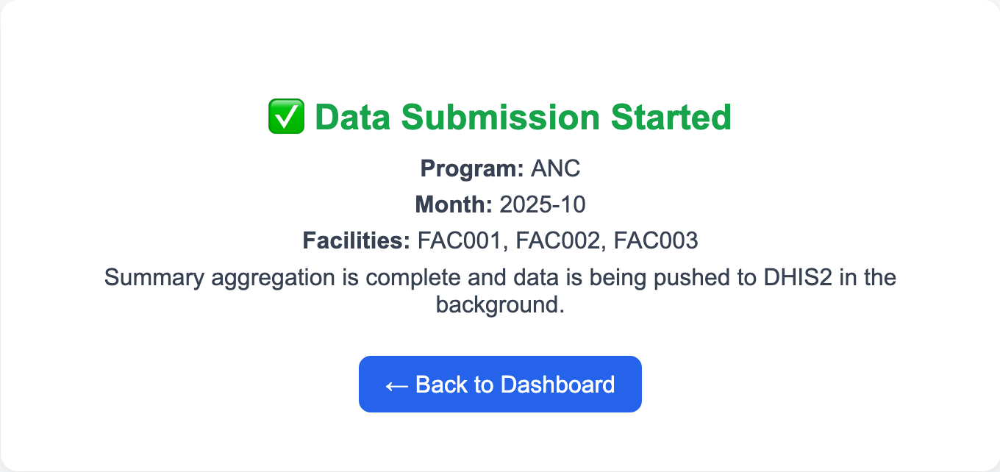 ✅ Data Submission Started
Program: ANC
Month: 2025-10
Facilities: FAC001, FAC002, FAC003
Summary aggregation is complete and data is being pushed to DHIS2 in the
background.
← Back to Dashboard